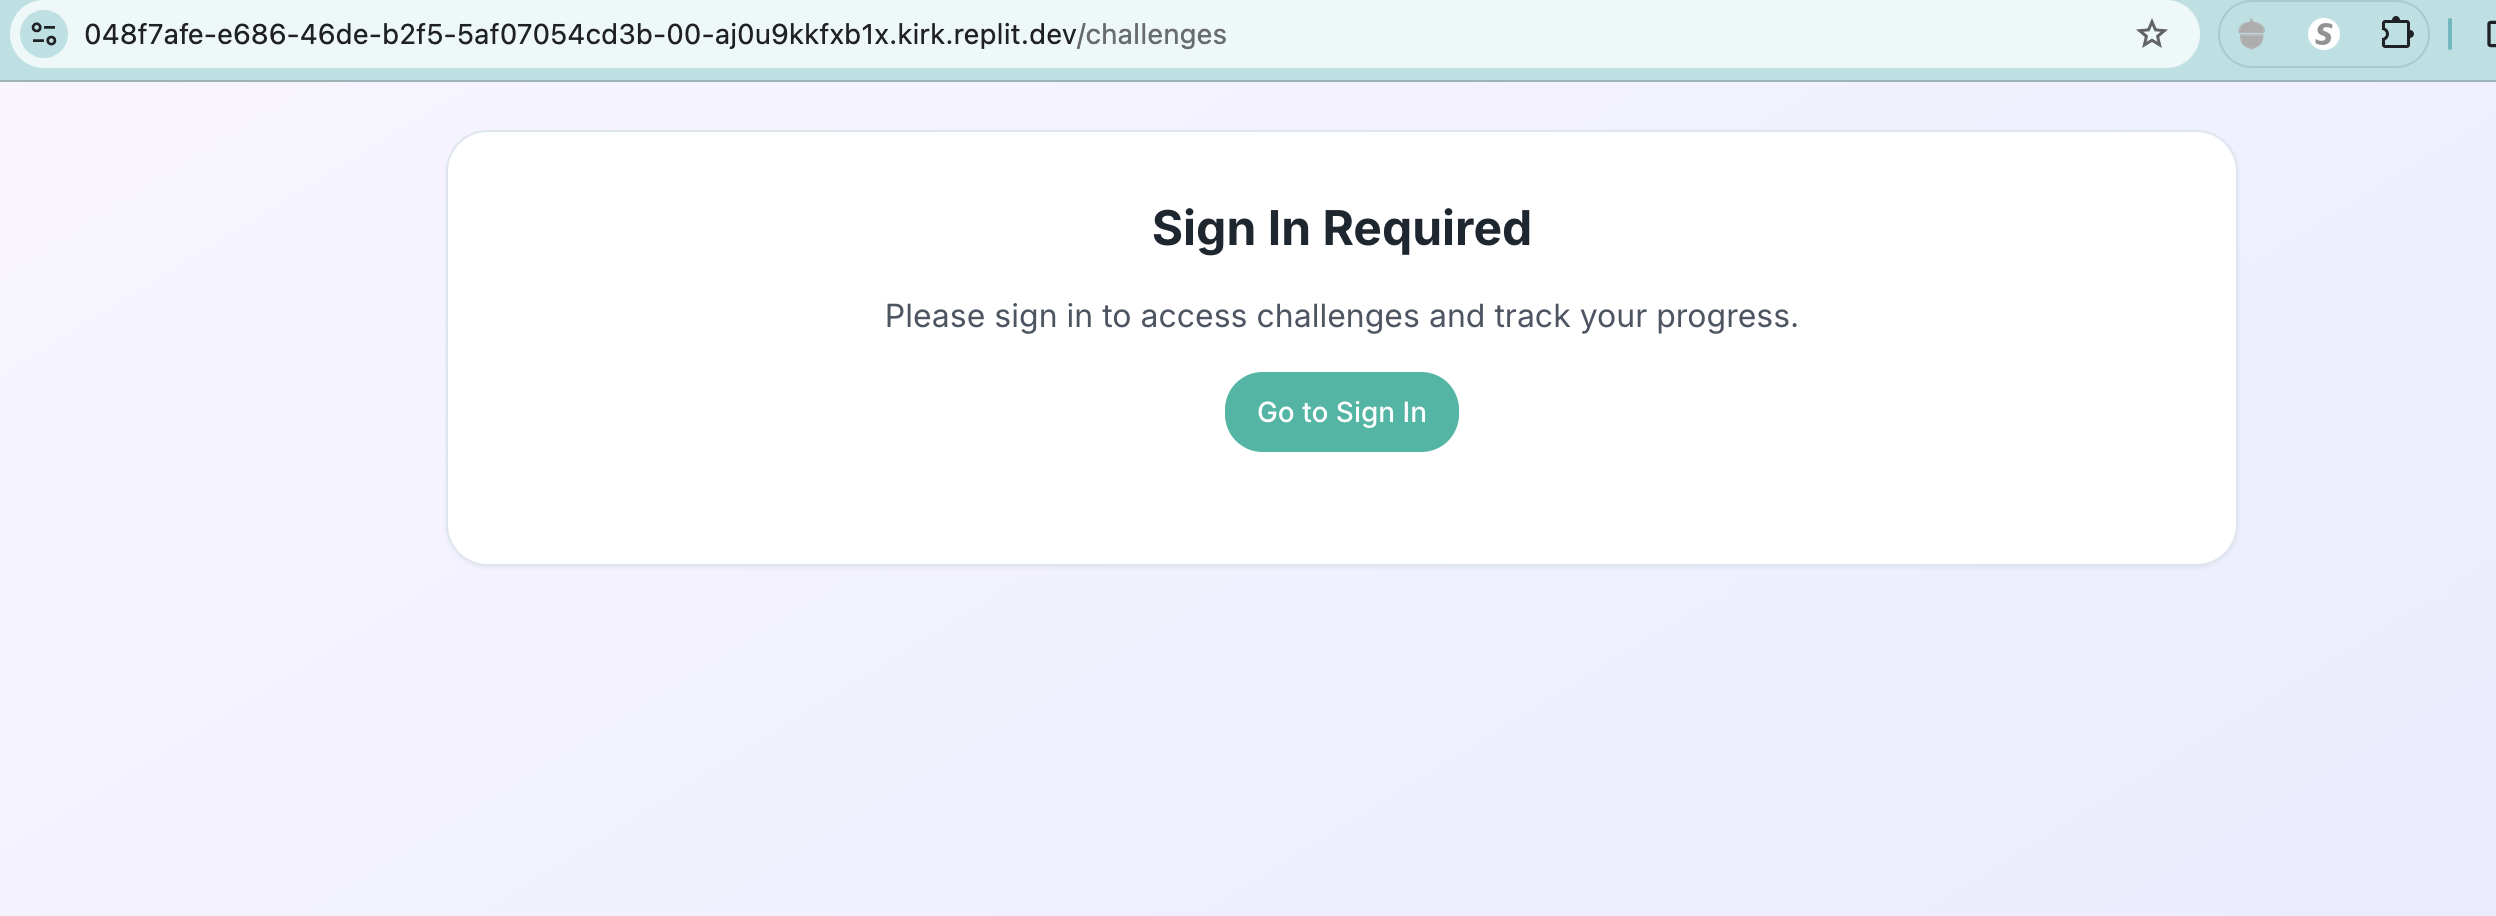 048f7afe-e686-46de-b2f5-5af07054cd3b-00-aj0u9kkfxb1x.kirk.replit.dev/challenges
S
Sign In Required
Please sign in to access challenges and track your progress.
Go to Sign In